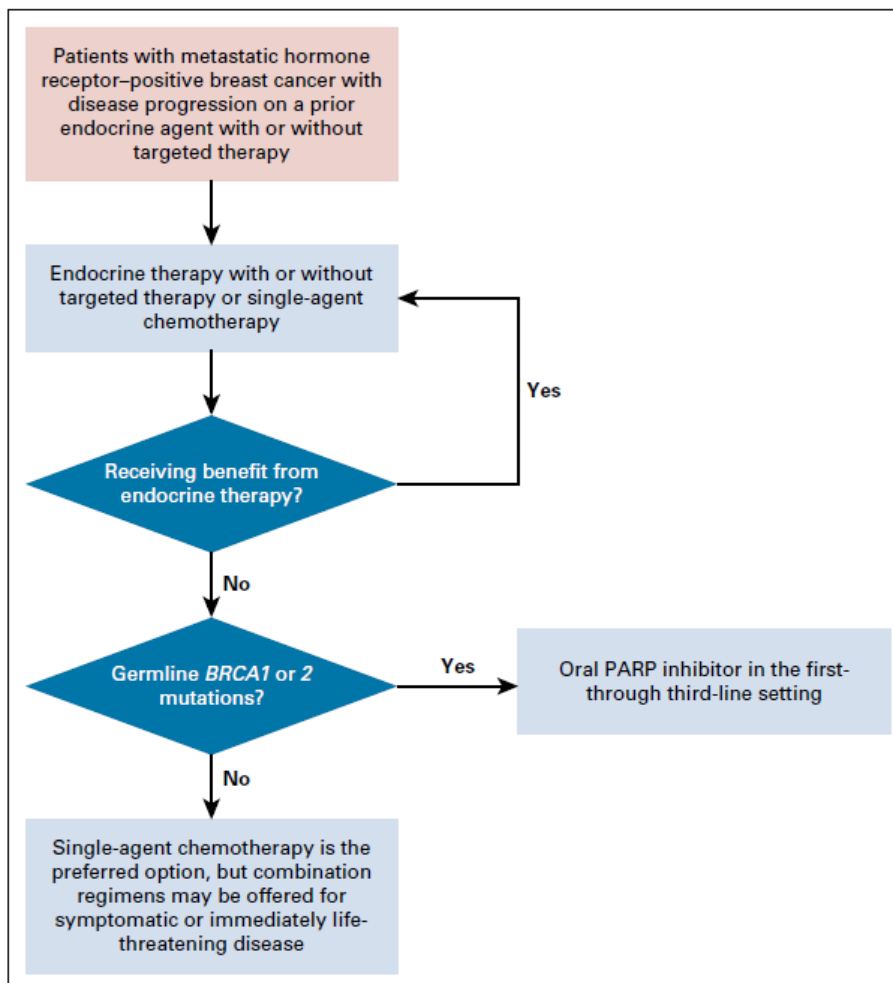 Patients with metastatic hormone
receptor–positive breast cancer with
disease progression on a prior
endocrine agent with or without
targeted therapy
Endocrine therapy with or without
targeted therapy or single-agent
chemotherapy
Yes
Receiving benefit from
endocrine therapy?
No
Germline BRCA1 or 2
mutations?
Yes
Oral PARP inhibitor in the first-
through third-line setting
No
Single-agent chemotherapy is the
preferred option, but combination
regimens may be offered for
symptomatic or immediately life-
threatening disease